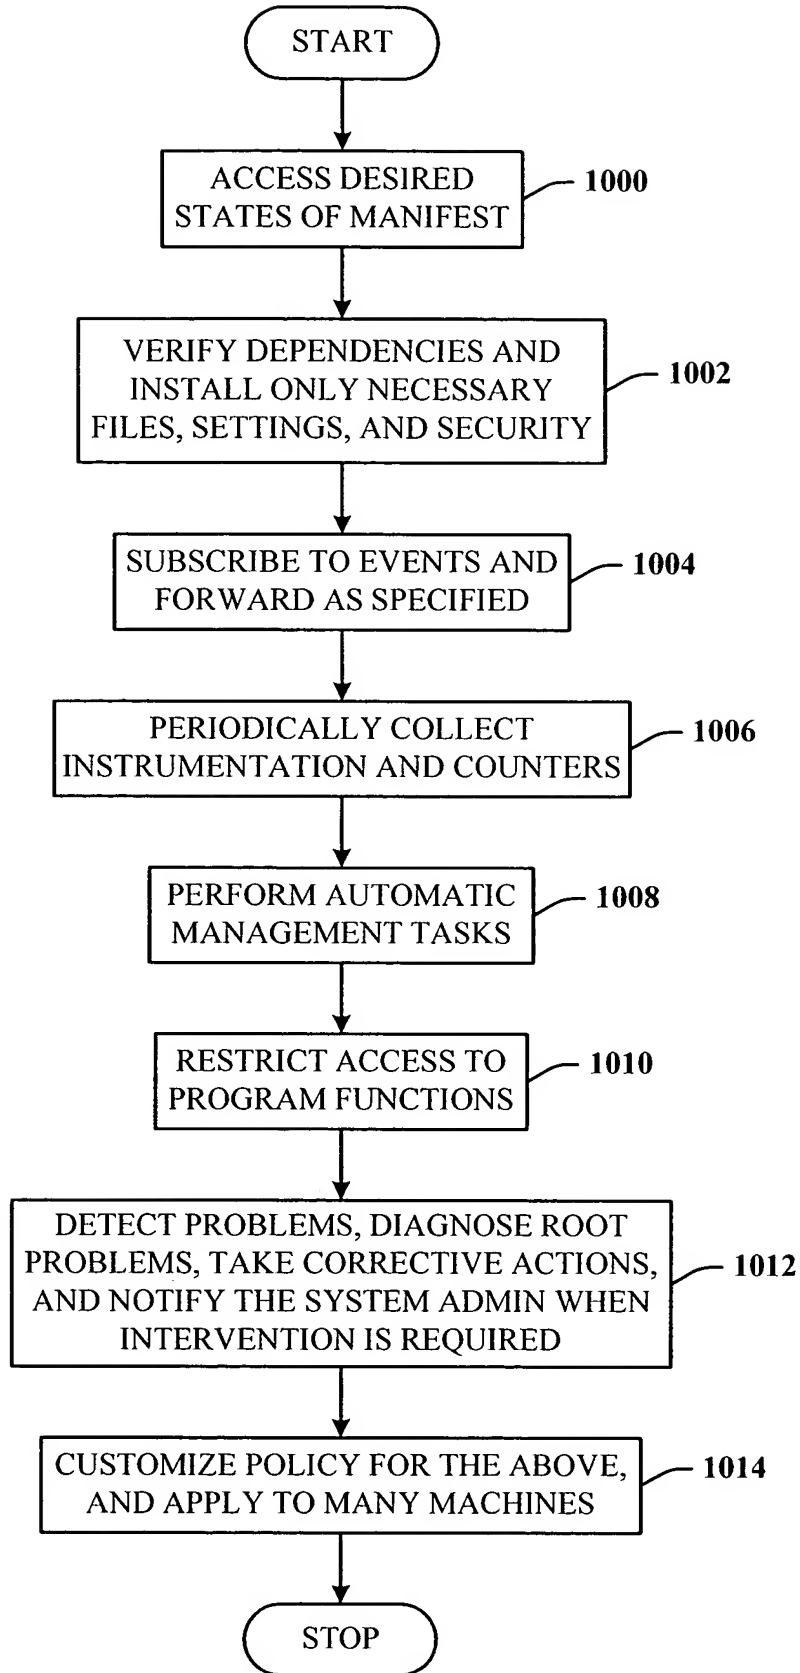 START
ACCESS DESIRED
STATES OF MANIFEST
1000
VERIFY DEPENDENCIES AND
INSTALL ONLY NECESSARY
FILES, SETTINGS, AND SECURITY
1002
SUBSCRIBE TO EVENTS AND
FORWARD AS SPECIFIED
1004
PERIODICALLY COLLECT
INSTRUMENTATION AND COUNTERS
1006
PERFORM AUTOMATIC
MANAGEMENT TASKS
1008
RESTRICT ACCESS TO
PROGRAM FUNCTIONS
1010
DETECT PROBLEMS, DIAGNOSE ROOT
PROBLEMS, TAKE CORRECTIVE ACTIONS,
AND NOTIFY THE SYSTEM ADMIN WHEN
INTERVENTION IS REQUIRED
1012
CUSTOMIZE POLICY FOR THE ABOVE,
AND APPLY TO MANY MACHINES
1014
STOP